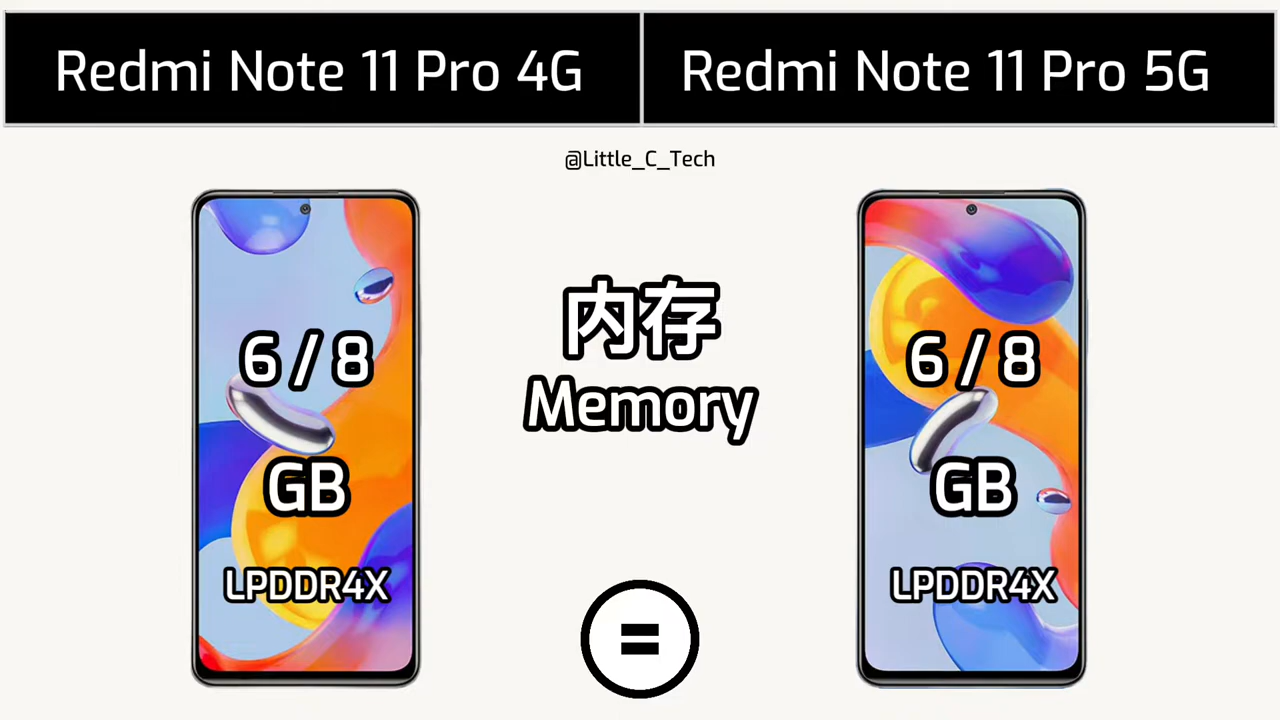 Redmi Note 11 Pro 4G
Redmi Note 11 Pro 5G
@Little_C_Tech
6 / 8
GB
LPDDR4X
内存
Memory
=
6 / 8
GB
LPDDR4X